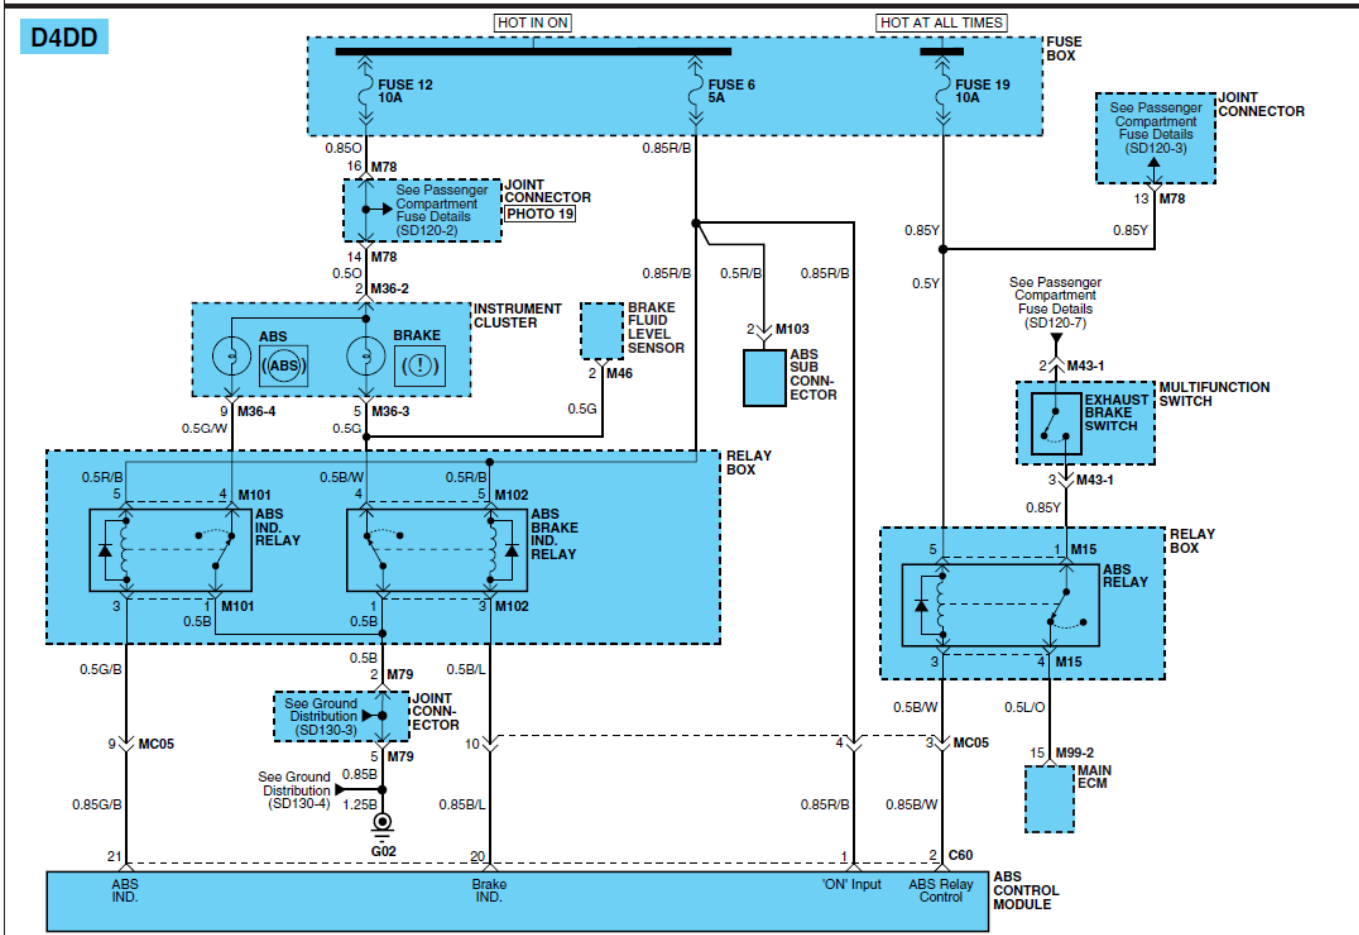 D4DD
HOT IN ON
HOT AT ALL TIMES
FUSE
BOX
FUSE 12
10A
FUSE 6
5A
FUSE 19
10A
See Passenger
Compartment
Fuse Details
(SD120-3)
JOINT
CONNECTOR
0.85O
0.85R/B
16 M78
13 M78
See Passenger
Compartment
Fuse Details
(SD120-2)
JOINT
CONNECTOR
PHOTO 19
0.85Y
0.85Y
14 M78
0.5O
0.85R/B
0.5R/B
0.85R/B
0.5Y
2 M36-2
See Passenger
Compartment
Fuse Details
(SD120-7)
INSTRUMENT
CLUSTER
BRAKE
FLUID
LEVEL
SENSOR
ABS
(ABS)
BRAKE
(!)
2 M103
ABS
SUB
CONN-
ECTOR
2 M46
2 M43-1
MULTIFUNCTION
SWITCH
EXHAUST
BRAKE
SWITCH
9 M36-4
5 M36-3
0.5G
0.5G/W
0.5G
RELAY
BOX
0.5R/B
0.5B/W
0.5R/B
3 M43-1
0.85Y
5
4 M101
4
5 M102
ABS
IND.
RELAY
ABS
BRAKE
IND.
RELAY
RELAY
BOX
5
1 M15
ABS
RELAY
3
1 M101
1
3 M102
0.5B
0.5B
3
4 M15
0.5G/B
0.5B
0.5B/L
2 M79
See Ground
Distribution
(SD130-3)
JOINT
CONN-
ECTOR
0.5B/W
0.5L/O
9 MC05
10
4
3 MC05
5 M79
15 M99-2
MAIN
ECM
See Ground
Distribution
(SD130-4)
0.85B
1.25B
0.85G/B
0.85B/L
0.85R/B
0.85B/W
G02
21
20
1
2 C60
ABS
IND.
Brake
IND.
'ON' Input
ABS Relay
Control
ABS
CONTROL
MODULE